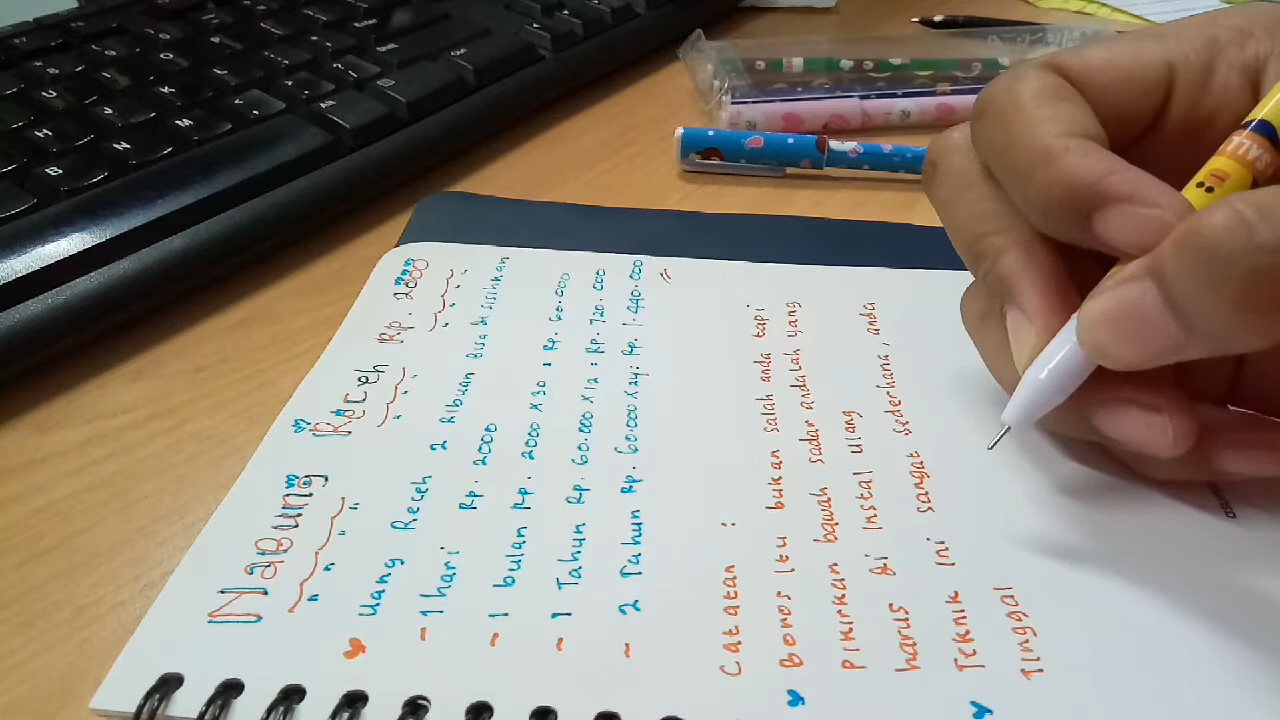 Nabung Receh Rp. 2000
Uang Receh 2 Ribuan Bisa di sisihkan
- 1 hari Rp. 2000
- 1 bulan Rp. 2000 x 30 = Rp. 60.000
- 1 Tahun Rp. 60.000 x 12 = Rp. 720.000
- 2 Tahun Rp. 60.000 x 24 = Rp. 1.440.000
Catatan :
Boros Itu bukan salah anda tapi
Pikirkan bawah sadar andalah yang
harus di Instal ulang
Teknik ini sangat sederhana, anda
Tinggal
SALLY